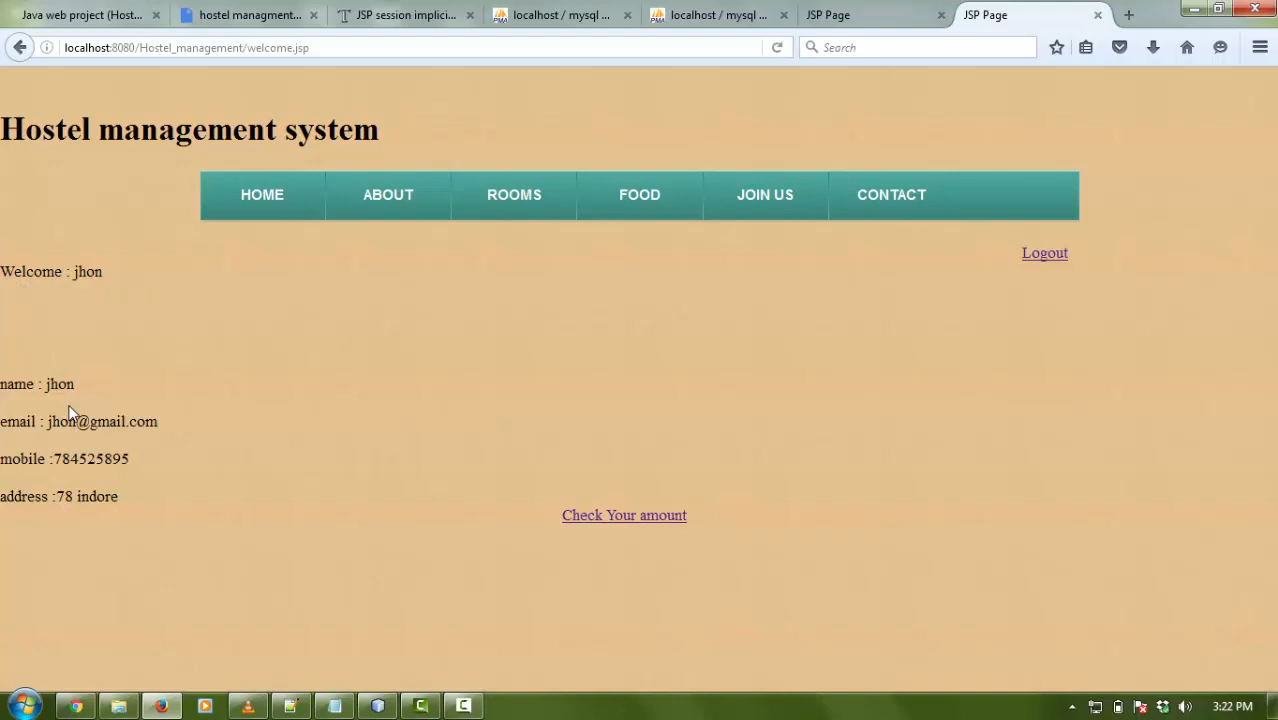 Java web project (Host...
hostel managment...
JSP session implici...
localhost / mysql ...
localhost / mysql ...
JSP Page
JSP Page
localhost:8080/Hostel_management/welcome.jsp
Search
Hostel management system
HOME ABOUT ROOMS FOOD JOIN US CONTACT
Logout
Welcome : jhon
name : jhon
email : jhon@gmail.com
mobile :784525895
address :78 indore
Check Your amount
3:22 PM